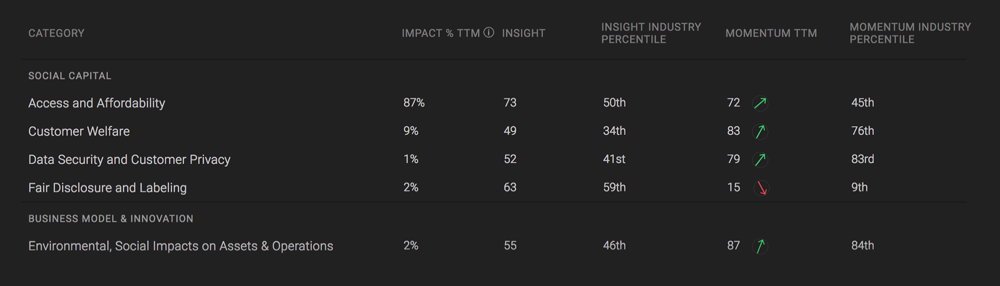 CATEGORY IMPACT % TTM ⓘ INSIGHT INSIGHT INDUSTRY PERCENTILE MOMENTUM TTM MOMENTUM INDUSTRY PERCENTILE
SOCIAL CAPITAL
Access and Affordability 87% 73 50th 72 45th
Customer Welfare 9% 49 34th 83 76th
Data Security and Customer Privacy 1% 52 41st 79 83rd
Fair Disclosure and Labeling 2% 63 59th 15 9th
BUSINESS MODEL & INNOVATION
Environmental, Social Impacts on Assets & Operations 2% 55 46th 87 84th